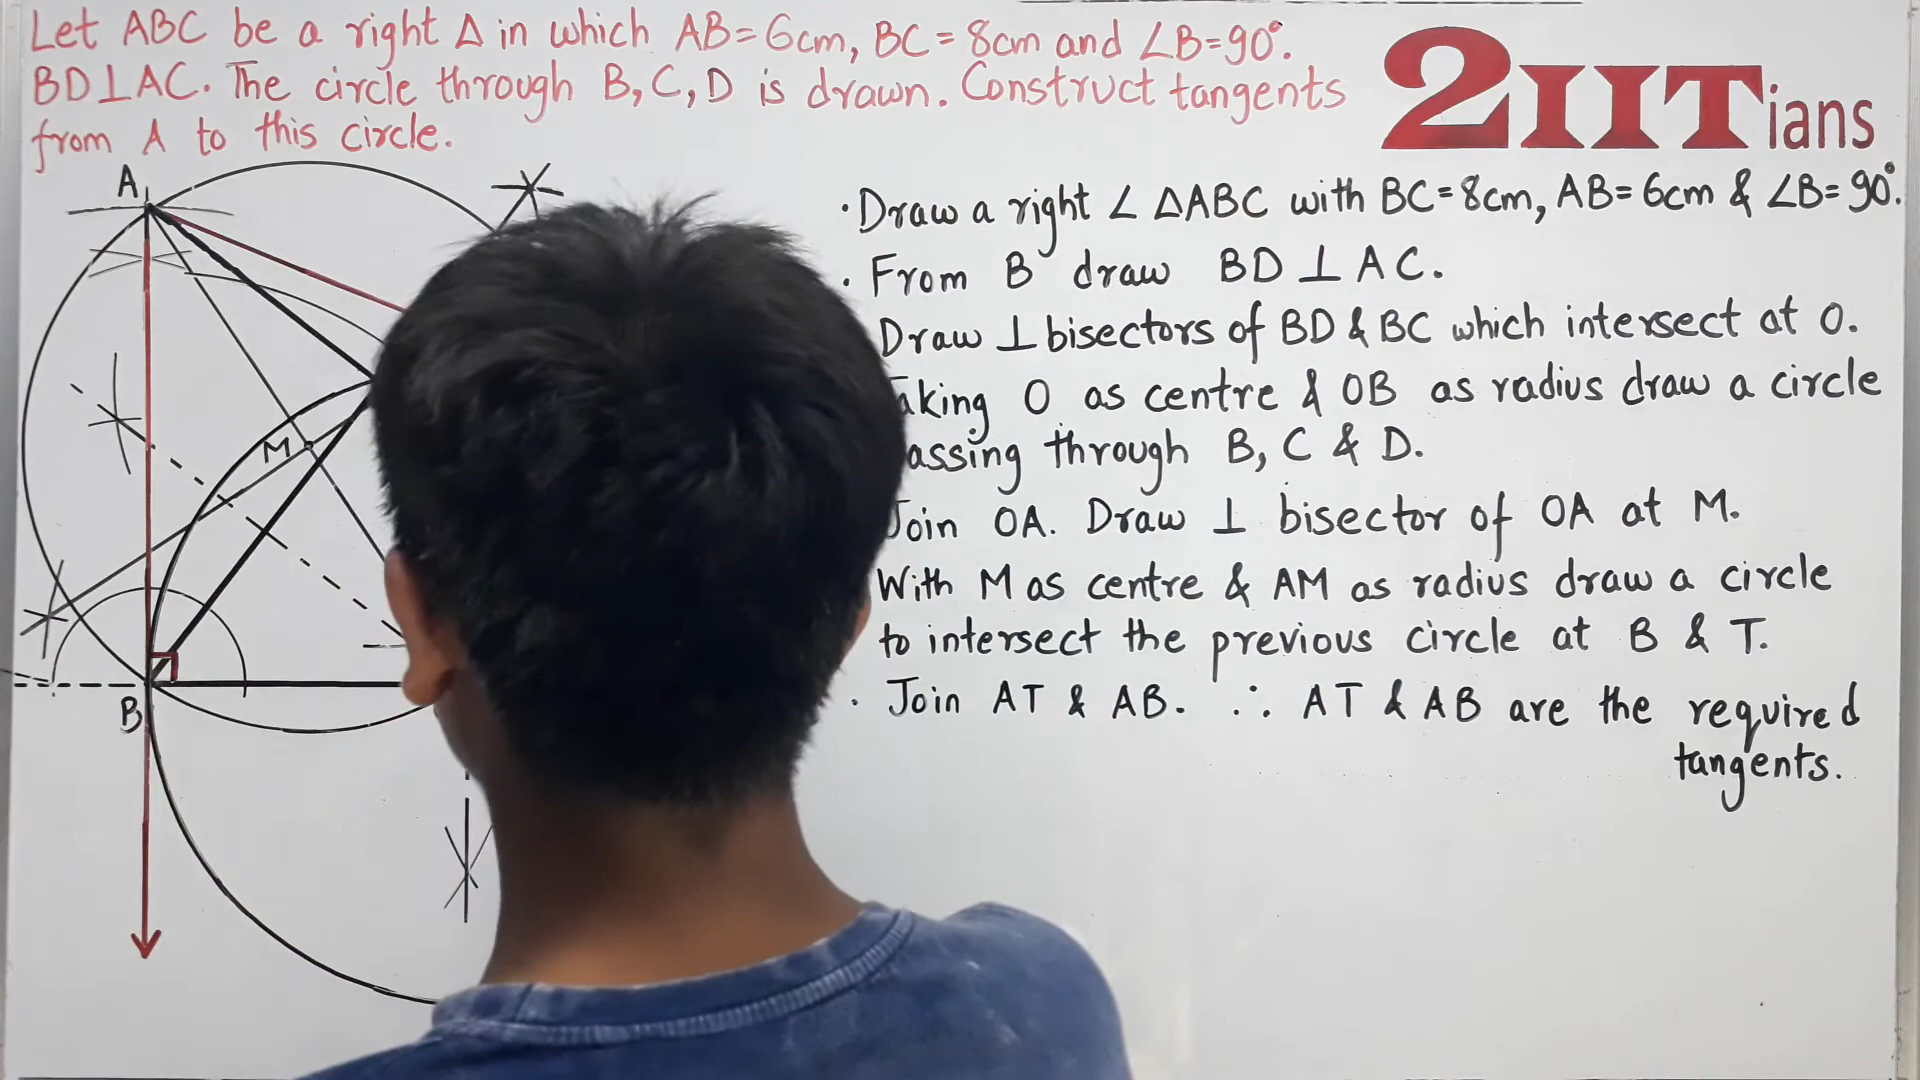 Let ABC be a right Δ in which AB=6cm, BC=8cm and ∠B=90°.
BD⊥AC. The circle through B, C, D is drawn. Construct tangents
from A to this circle.
2IITians
· Draw a right ∠ ΔABC with BC=8cm, AB=6cm & ∠B=90°.
· From B draw BD ⊥ AC.
Draw ⊥ bisectors of BD & BC which intersect at O.
aking O as centre & OB as radius draw a circle
assing through B, C & D.
Join OA. Draw ⊥ bisector of OA at M.
With M as centre & AM as radius draw a circle
to intersect the previous circle at B & T.
· Join AT & AB. ∴ AT & AB are the required
tangents.
A
M
B